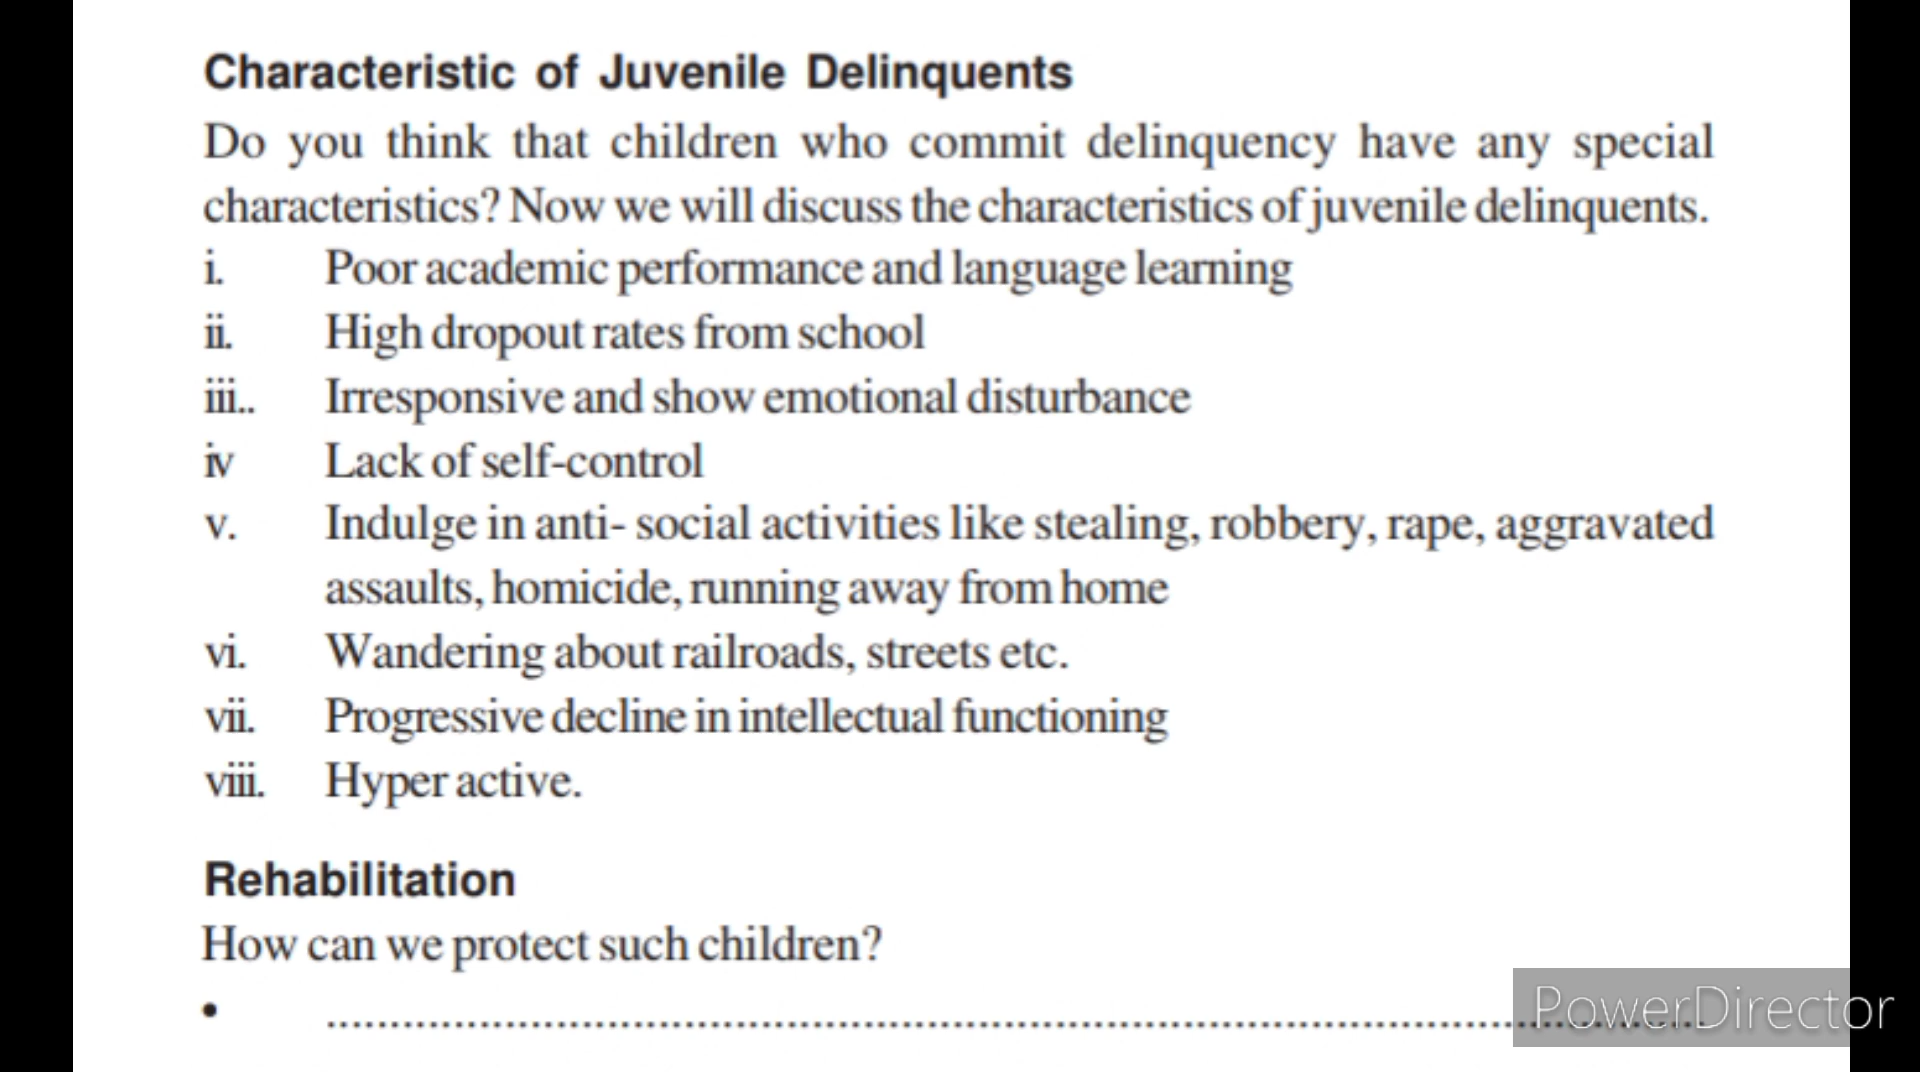 Characteristic of Juvenile Delinquents
Do you think that children who commit delinquency have any special
characteristics? Now we will discuss the characteristics of juvenile delinquents.
i. Poor academic performance and language learning
ii. High dropout rates from school
iii.. Irresponsive and show emotional disturbance
iv Lack of self-control
v. Indulge in anti- social activities like stealing, robbery, rape, aggravated
assaults, homicide, running away from home
vi. Wandering about railroads, streets etc.
vii. Progressive decline in intellectual functioning
viii. Hyper active.
Rehabilitation
How can we protect such children?
• ........................................................................................................
PowerDirector